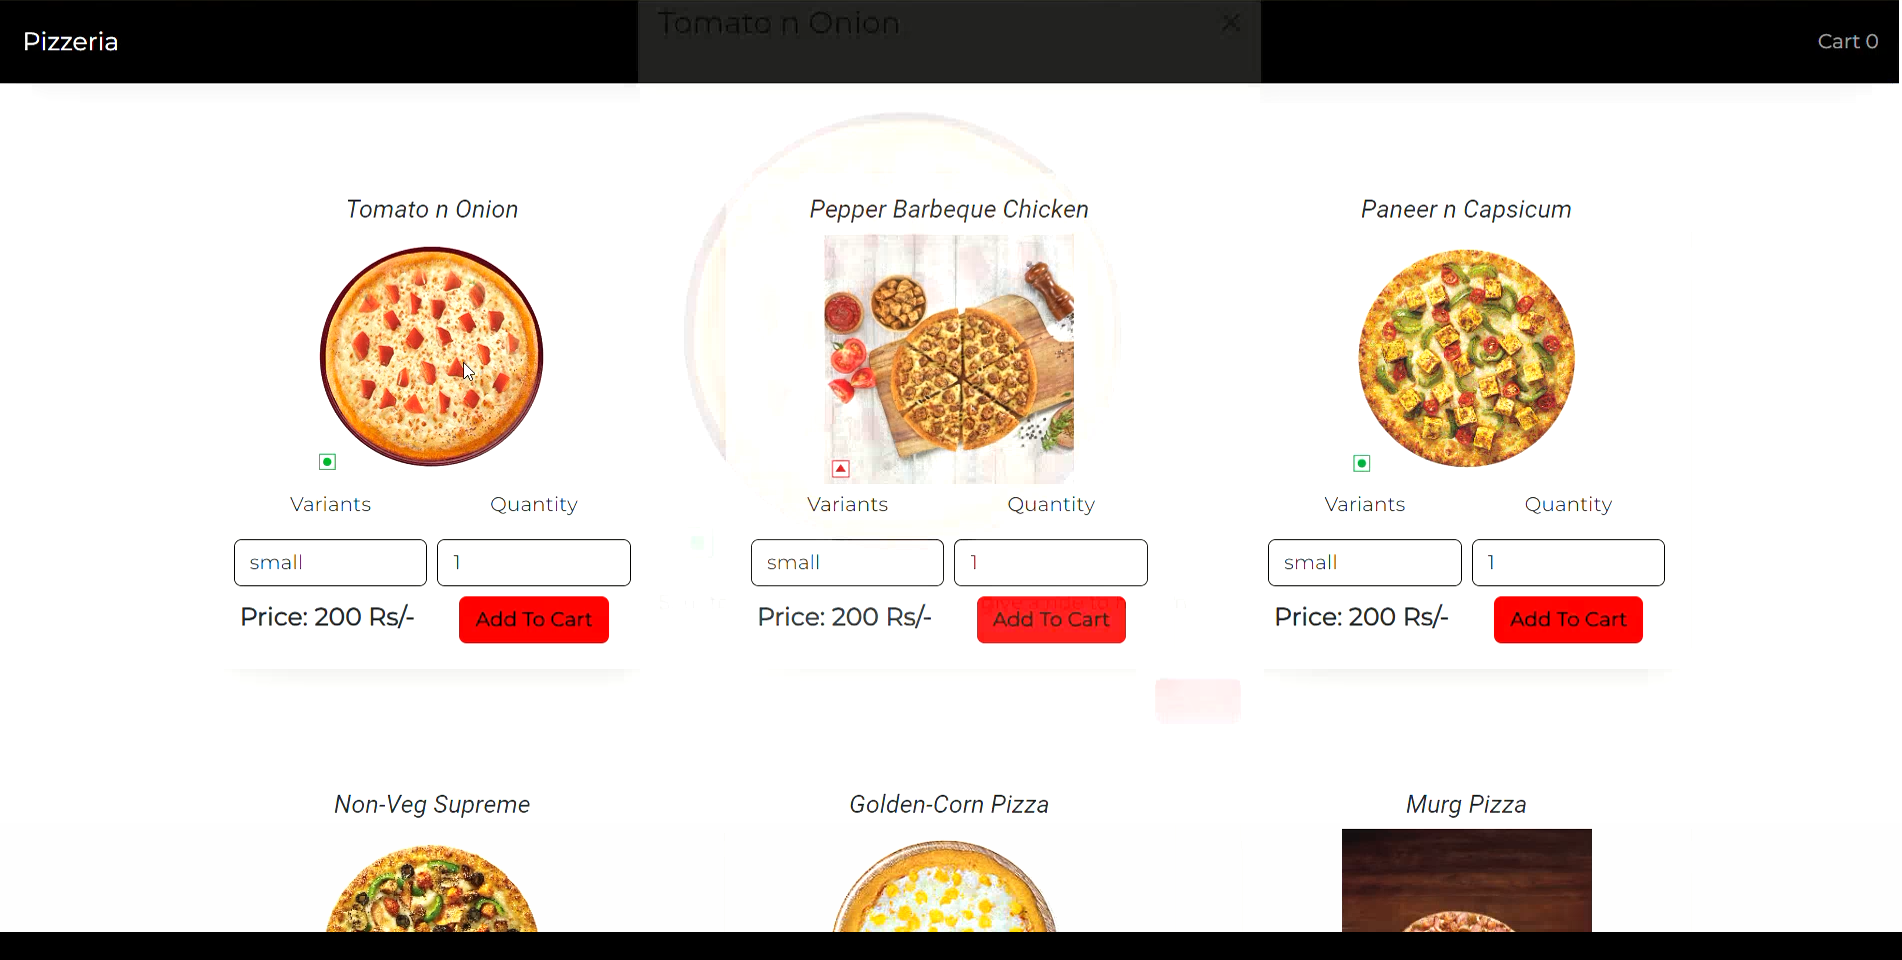 Pizzeria
Tomato n Onion
Cart 0
Tomato n Onion
Pepper Barbeque Chicken
Paneer n Capsicum
Variants Quantity
Variants Quantity
Variants Quantity
small 1
small 1
small 1
Price: 200 Rs/- Add To Cart
Price: 200 Rs/- Add To Cart
Price: 200 Rs/- Add To Cart
Non-Veg Supreme
Golden-Corn Pizza
Murg Pizza